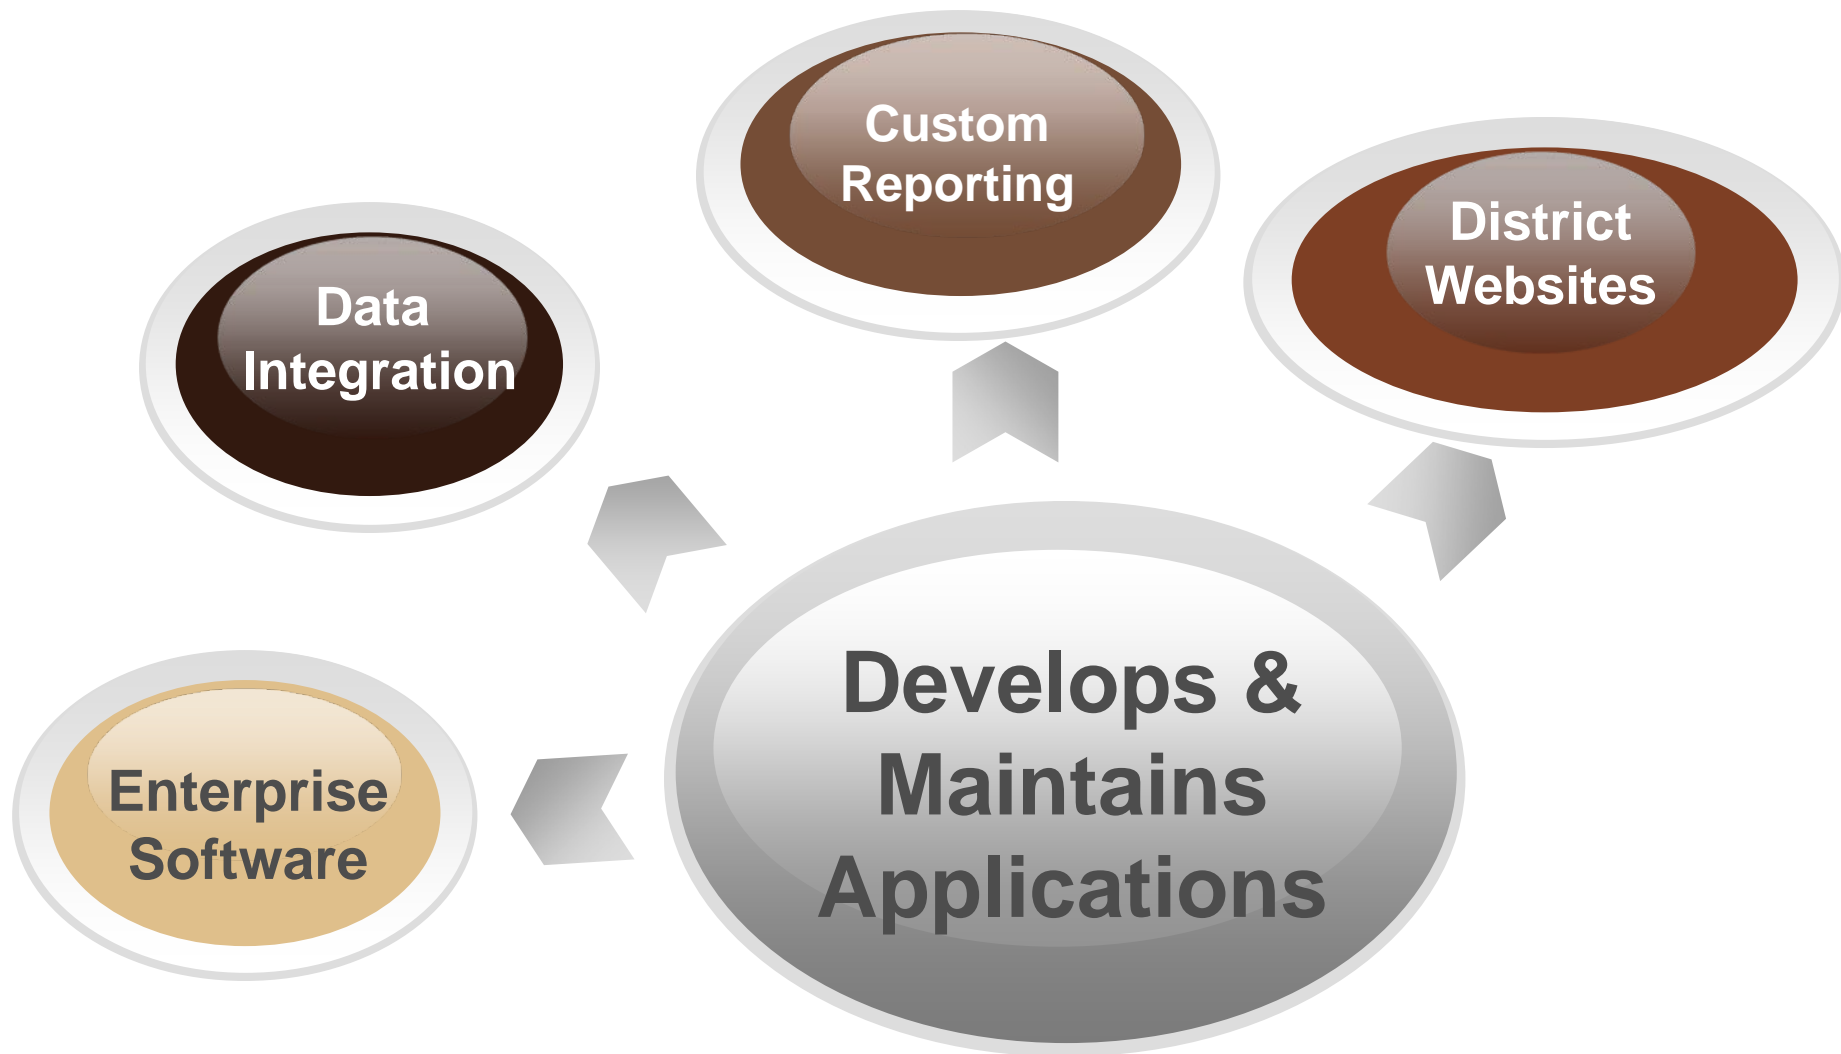 Custom
Reporting
District
Websites
Data
Integration
Enterprise
Software
Develops &
Maintains
Applications